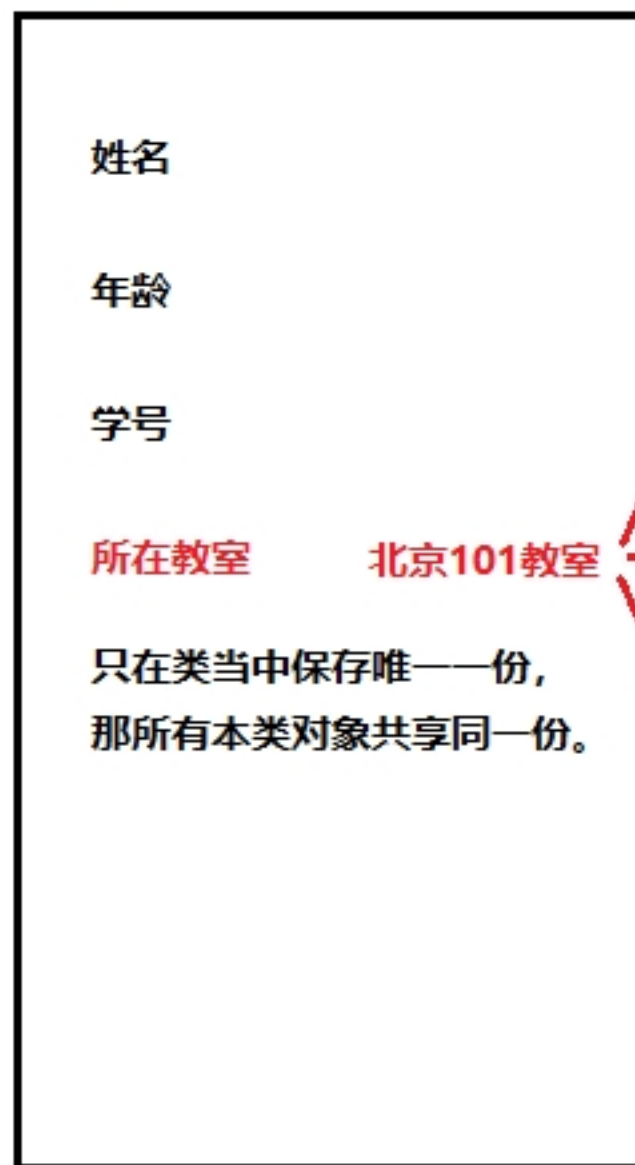 姓名
年龄
学号
所在教室 北京101教室
只在类当中保存唯一一份，
那所有本类对象共享同一份。